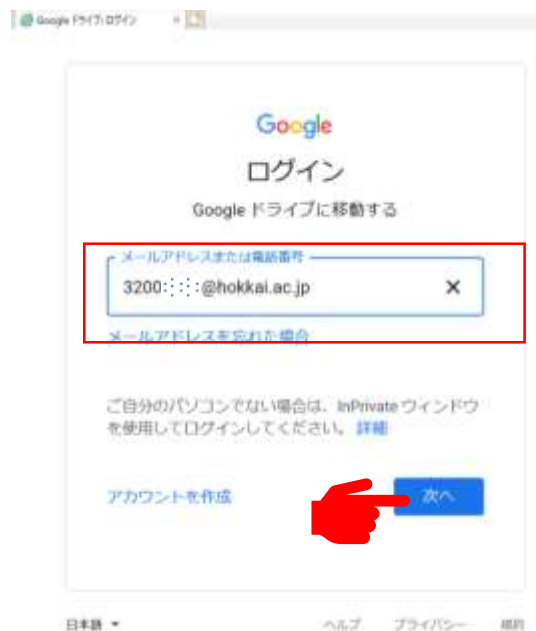 Google ドライブ: ログイン
Google
ログイン
Google ドライブに移動する
メールアドレスまたは電話番号
3200::::@hokkai.ac.jp ×
メールアドレスを忘れた場合
ご自分のパソコンでない場合は、InPrivate ウィンドウ
を使用してログインしてください。 詳細
アカウントを作成 次へ
日本語 ヘルプ プライバシー 規約